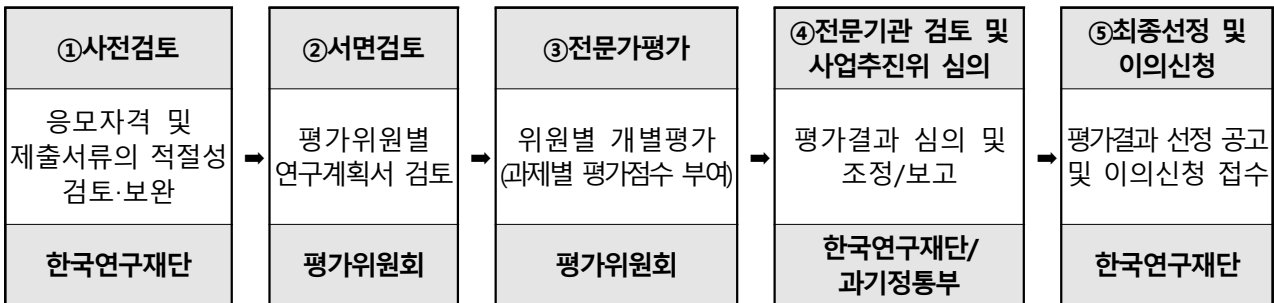 ①사전검토
응모자격 및
제출서류의 적절성
검토·보완
한국연구재단
➡
②서면검토
평가위원별
연구계획서 검토
평가위원회
➡
③전문가평가
위원별 개별평가
(과제별 평가점수 부여)
평가위원회
➡
④전문기관 검토 및
사업추진위 심의
평가결과 심의 및
조정/보고
한국연구재단/
과기정통부
➡
⑤최종선정 및
이의신청
평가결과 선정 공고
및 이의신청 접수
한국연구재단